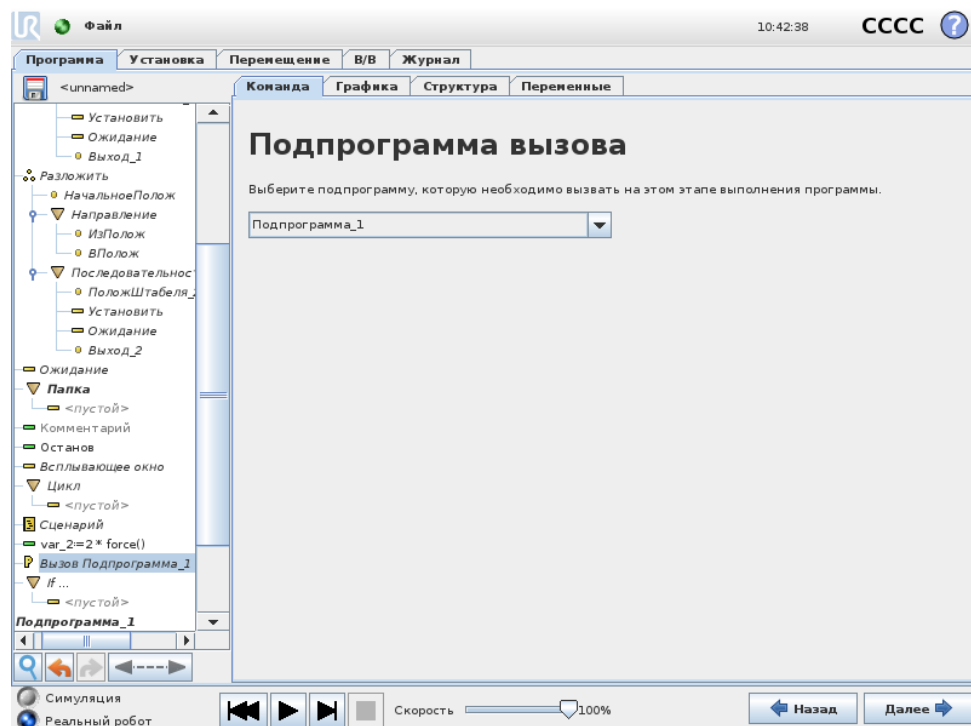 UR Файл 10:42:38 CCCC ?
Программа Установка Перемещение В/В Журнал
<unnamed> Команда Графика Структура Переменные
Установить
Ожидание
Выход_1
Разложить
НачальноеПолож
Направление
ИзПолож
ВПолож
Последовательнос
ПоложШтабеля_2
Установить
Ожидание
Выход_2
Ожидание
Папка
<пустой>
Комментарий
Останов
Всплывающее окно
Цикл
<пустой>
Сценарий
var_2:=2 * force()
P Вызов Подпрограмма_1
If ...
<пустой>
Подпрограмма_1
Подпрограмма вызова
Выберите подпрограмму, которую необходимо вызвать на этом этапе выполнения программы.
Подпрограмма_1
Симуляция
Реальный робот
Скорость 100%
Назад Далее